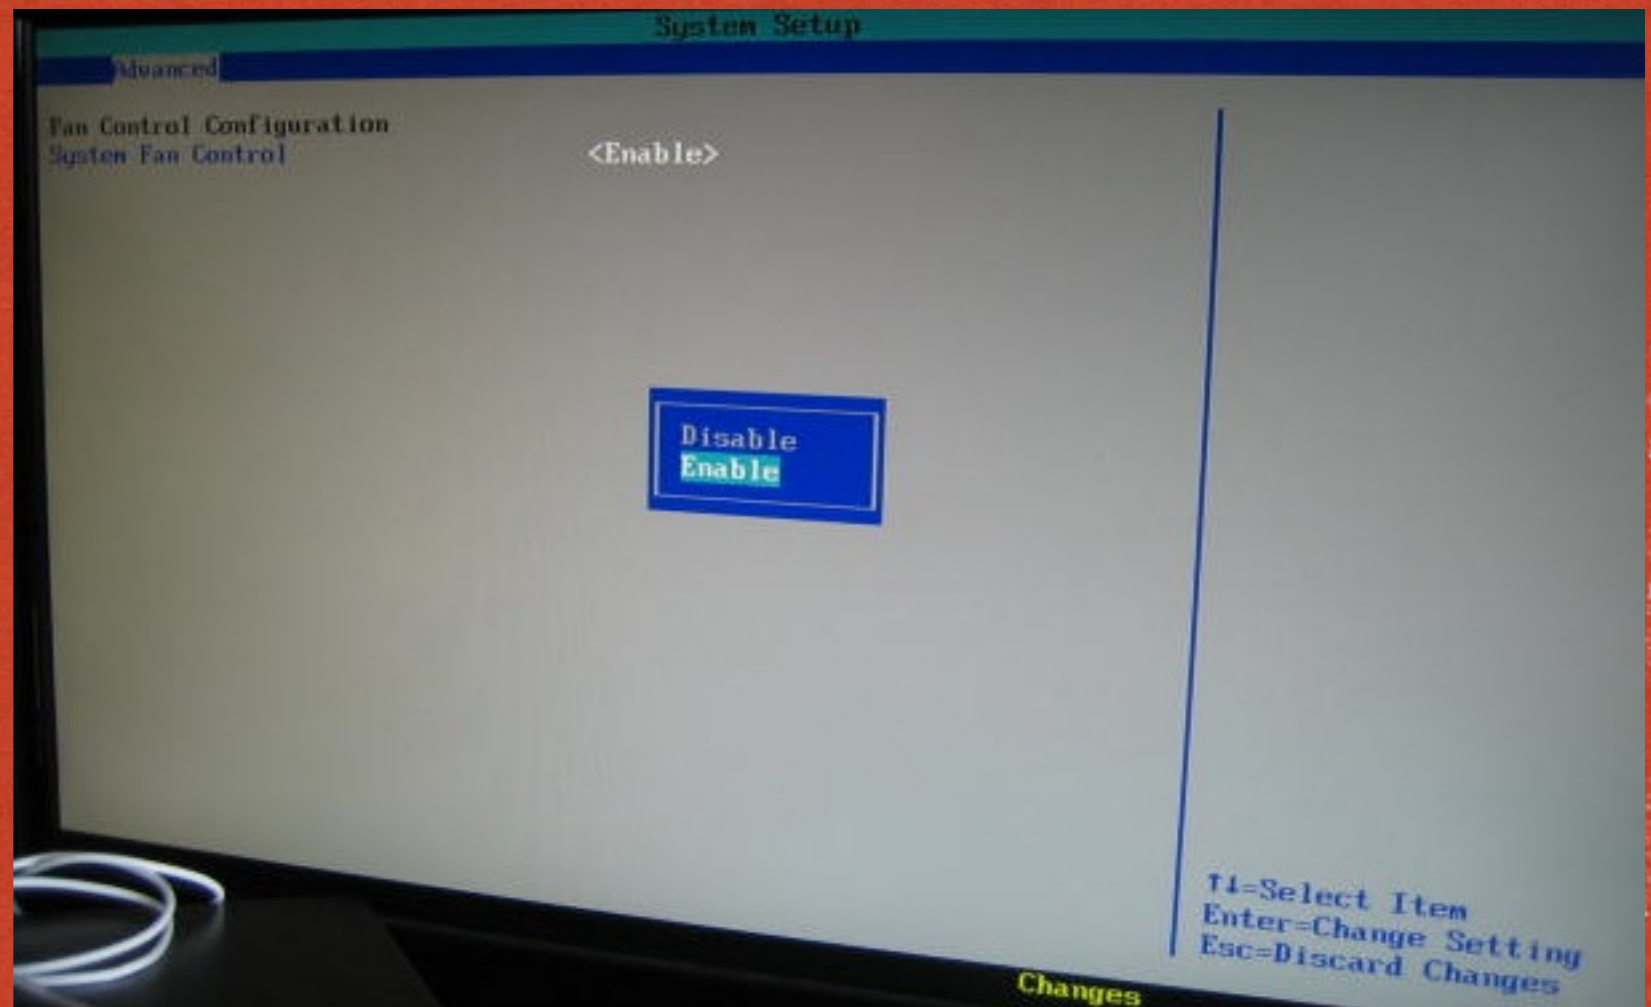 System Setup
Advanced
Fan Control Configuration
System Fan Control <Enable>
Disable
Enable
↑↓=Select Item
Enter=Change Setting
Esc=Discard Changes
Changes